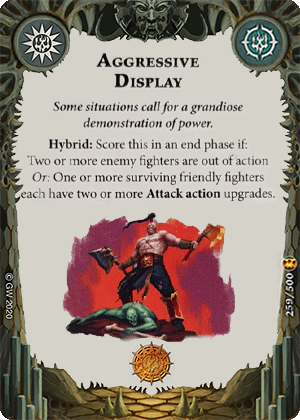 Aggressive
Display
Some situations call for a grandiose
demonstration of power.
Hybrid: Score this in an end phase if:
Two or more enemy fighters are out of action
Or: One or more surviving friendly fighters
each have two or more Attack action upgrades.
© GW 2020
259/500